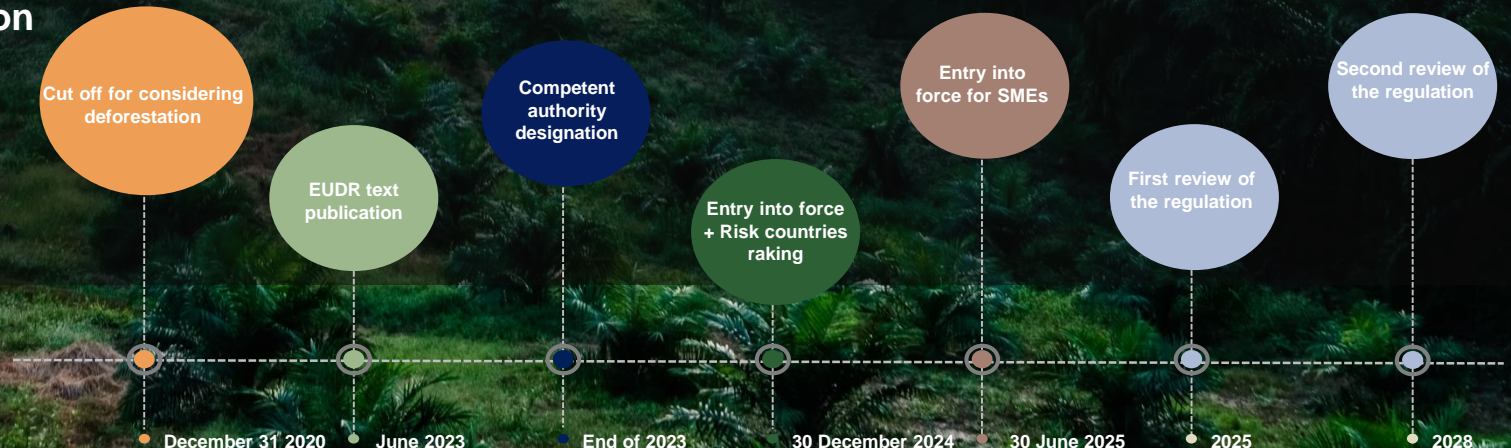 on
Cut off for considering
deforestation
EUDR text
publication
Competent
authority
designation
Entry into force
+ Risk countries
raking
Entry into
force for SMEs
First review of
the regulation
Second review of
the regulation
December 31 2020
June 2023
End of 2023
30 December 2024
30 June 2025
2025
2028